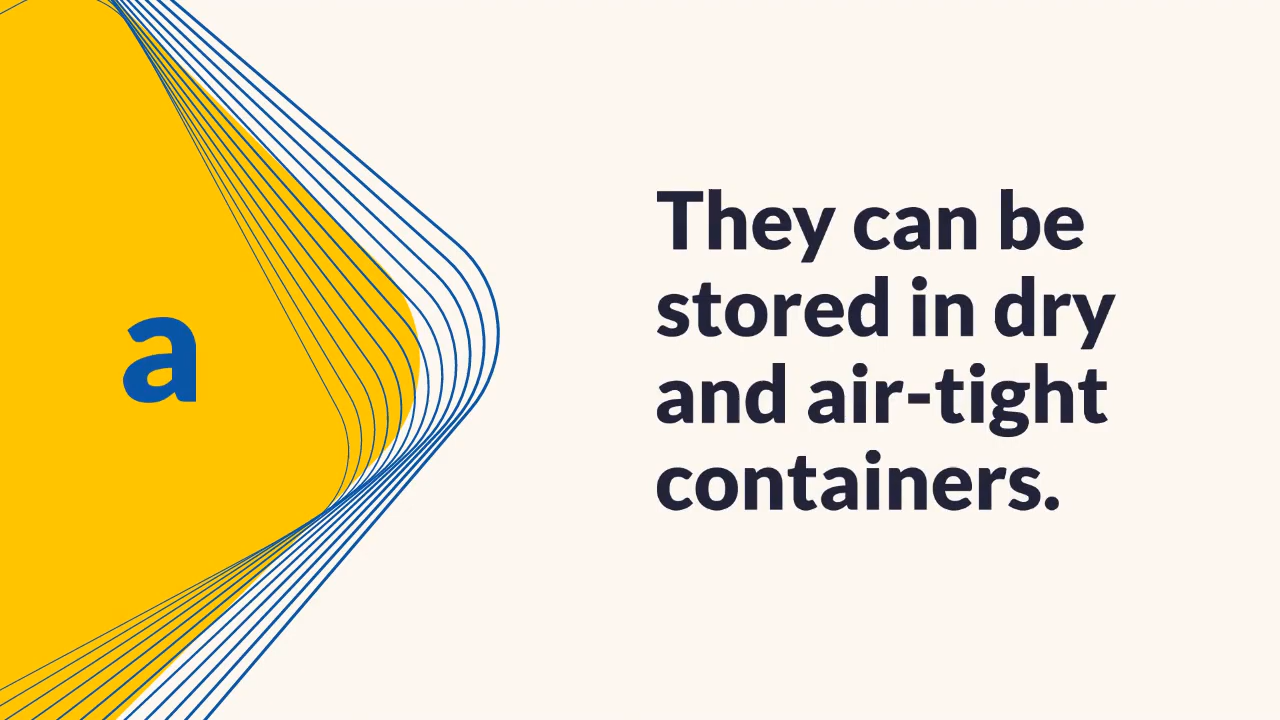 a
They can be
stored in dry
and air-tight
containers.